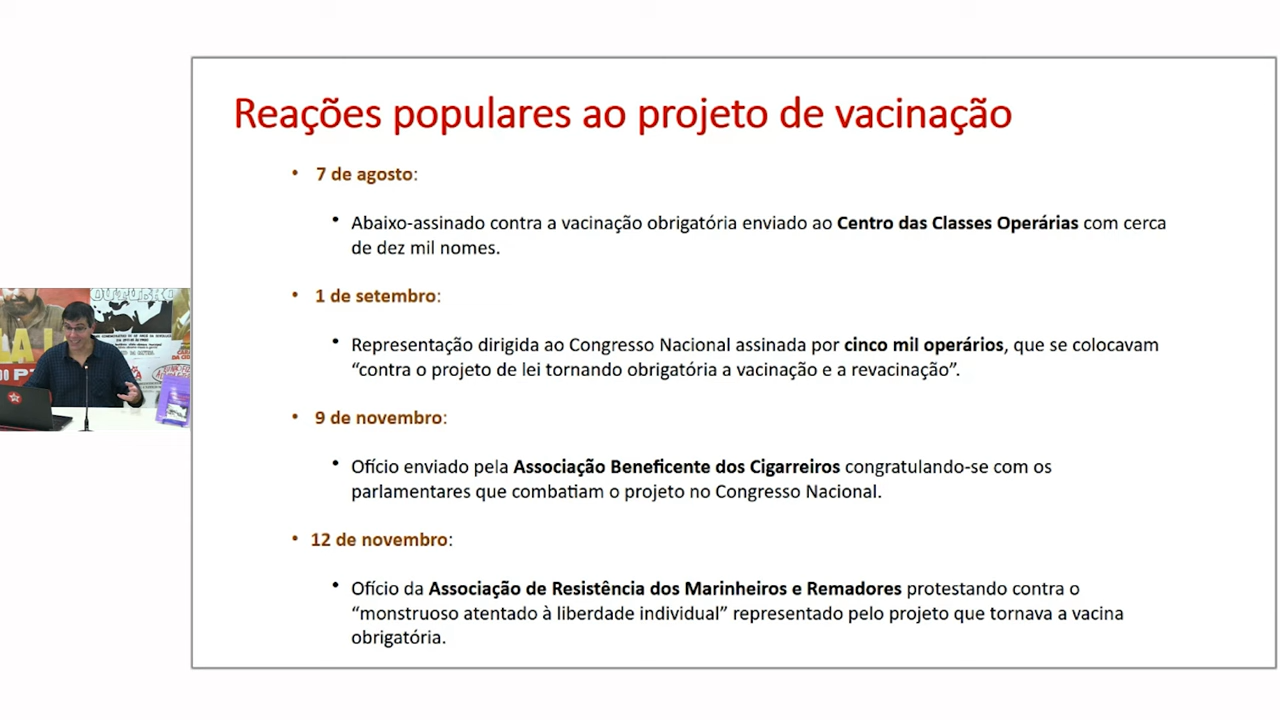 Reações populares ao projeto de vacinação
• 7 de agosto:
• Abaixo-assinado contra a vacinação obrigatória enviado ao Centro das Classes Operárias com cerca
de dez mil nomes.
• 1 de setembro:
• Representação dirigida ao Congresso Nacional assinada por cinco mil operários, que se colocavam
“contra o projeto de lei tornando obrigatória a vacinação e a revacinação”.
• 9 de novembro:
• Ofício enviado pela Associação Beneficente dos Cigarreiros congratulando-se com os
parlamentares que combatiam o projeto no Congresso Nacional.
• 12 de novembro:
• Ofício da Associação de Resistência dos Marinheiros e Remadores protestando contra o
“monstruoso atentado à liberdade individual” representado pelo projeto que tornava a vacina
obrigatória.
OUTUBRO